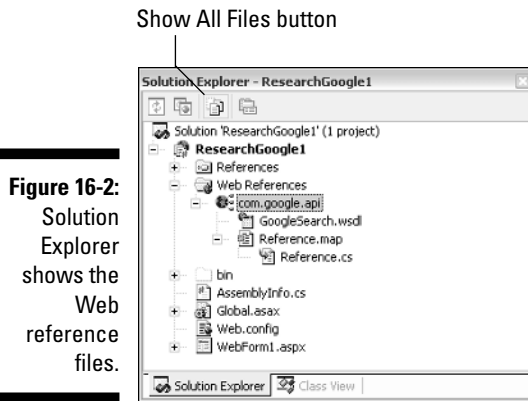 Show All Files button
Solution Explorer - ResearchGoogle1
Solution 'ResearchGoogle1' (1 project)
ResearchGoogle1
References
Web References
com.google.api
GoogleSearch.wsdl
Reference.map
Reference.cs
bin
AssemblyInfo.cs
Global.asax
Web.config
WebForm1.aspx
Solution Explorer
Class View
Figure 16-2:
Solution
Explorer
shows the
Web
reference
files.